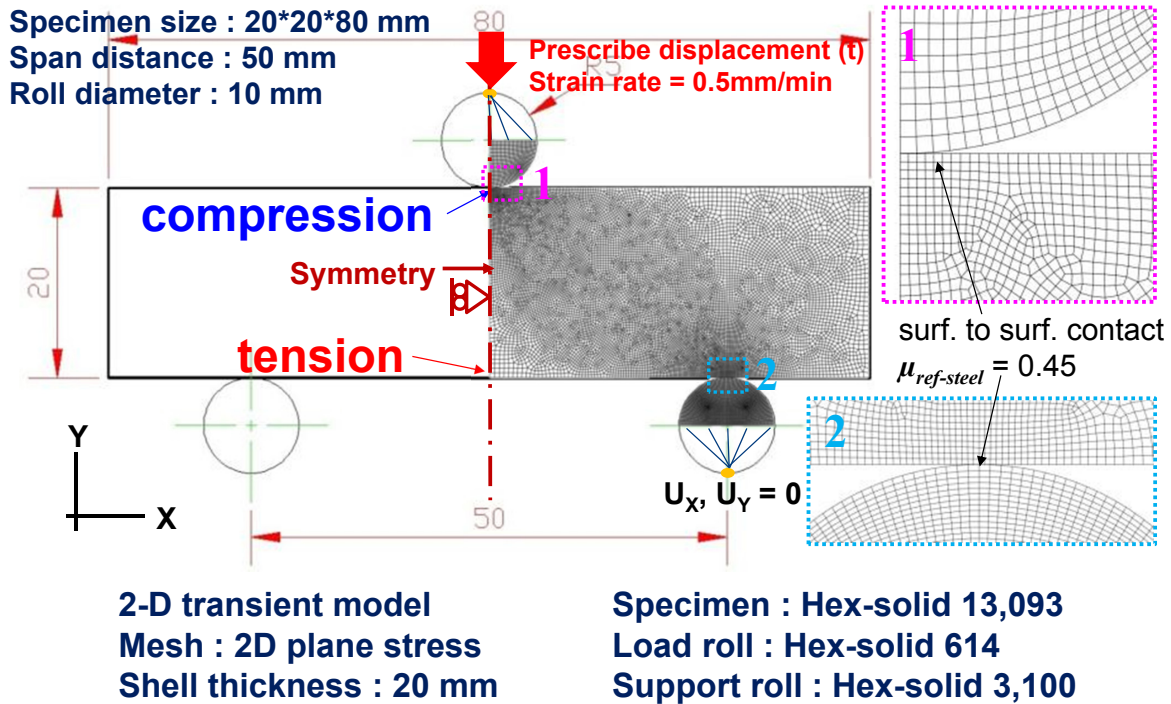 Specimen size : 20*20*80 mm
Span distance : 50 mm
Roll diameter : 10 mm
80
Prescribe displacement (t)
Strain rate = 0.5mm/min
R5
1
1
compression
20
Symmetry
tension
2
surf. to surf. contact
μref-steel = 0.45
2
UX, UY = 0
Y
X
50
2-D transient model
Mesh : 2D plane stress
Shell thickness : 20 mm
Specimen : Hex-solid 13,093
Load roll : Hex-solid 614
Support roll : Hex-solid 3,100